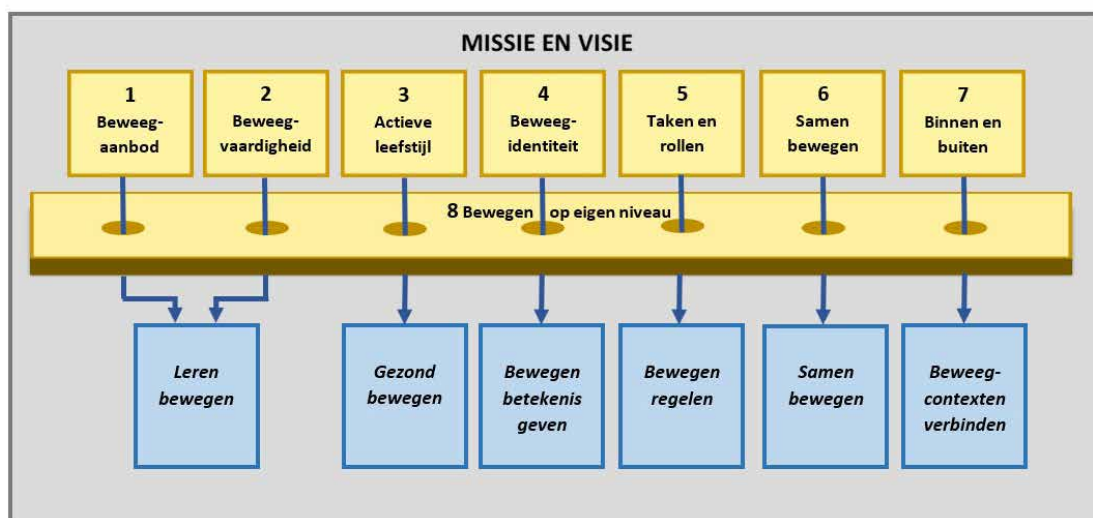 MISSIE EN VISIE
1
Beweeg-
aanbod
2
Beweeg-
vaardigheid
3
Actieve
leefstijl
4
Beweeg-
identiteit
5
Taken en
rollen
6
Samen
bewegen
7
Binnen en
buiten
8 Bewegen op eigen niveau
Leren
bewegen
Gezond
bewegen
Bewegen
betekenis
geven
Bewegen
regelen
Samen
bewegen
Beweeg-
contexten
verbinden